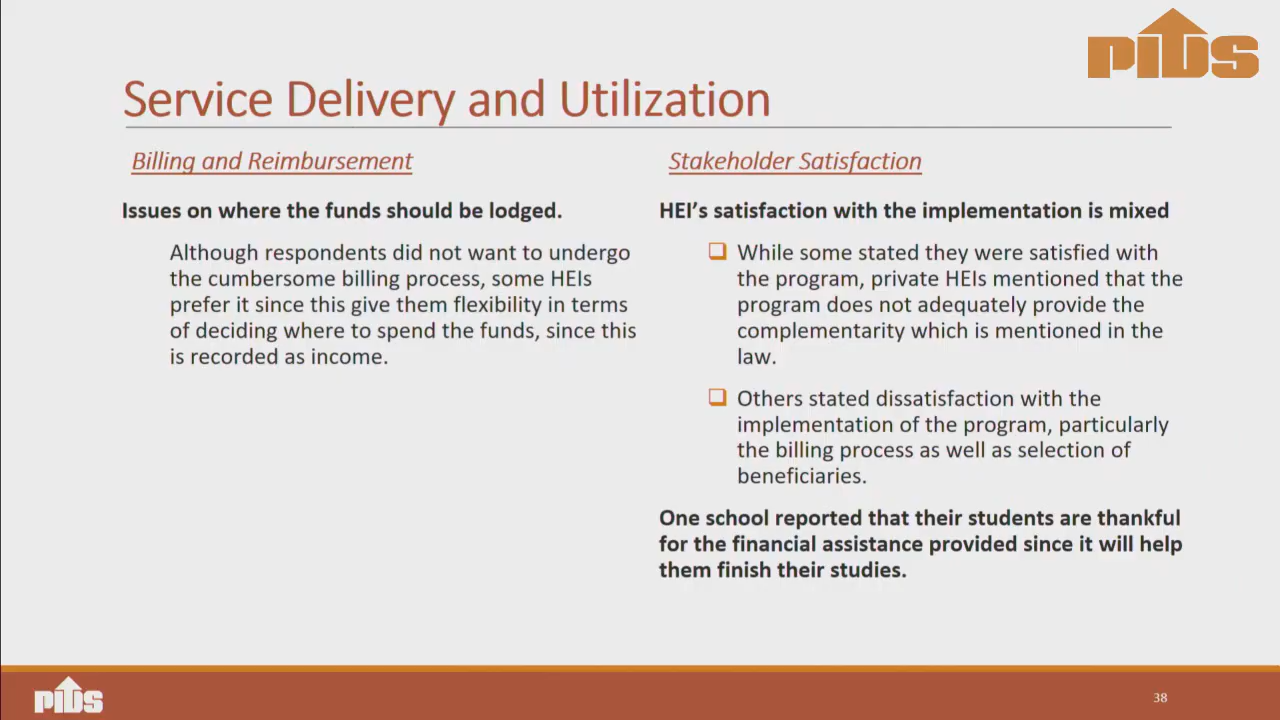 PIDS
Service Delivery and Utilization
Billing and Reimbursement
Issues on where the funds should be lodged.
Although respondents did not want to undergo
the cumbersome billing process, some HEIs
prefer it since this give them flexibility in terms
of deciding where to spend the funds, since this
is recorded as income.
Stakeholder Satisfaction
HEI's satisfaction with the implementation is mixed
While some stated they were satisfied with
the program, private HEIs mentioned that the
program does not adequately provide the
complementarity which is mentioned in the
law.
Others stated dissatisfaction with the
implementation of the program, particularly
the billing process as well as selection of
beneficiaries.
One school reported that their students are thankful
for the financial assistance provided since it will help
them finish their studies.
PIDS
38